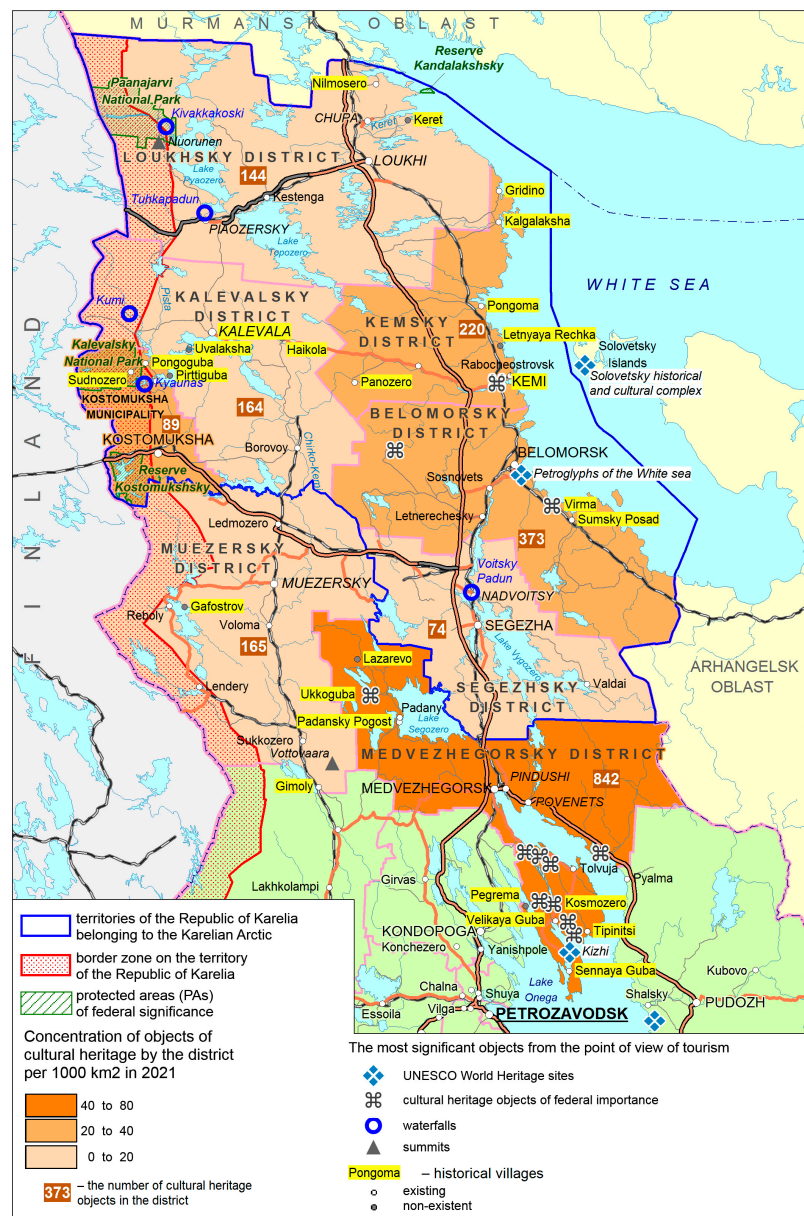 MURMANSK OBLAST
Reserve
Kandalakshsky
Paanajarvi
National Park
Nilmosero
Kivakkakoski
CHUPA
Keret
Keret
Nuorunen
LOUKHSKY DISTRICT
LOUKHI
Lake
Pyaozero
144
Gridino
Tuhkapadun
Kestenga
Kalgalaksha
PIAOZERSKY
Lake
Topozero
WHITE SEA
Pista
KALEVALSKY
DISTRICT
Kumi
Pongoma
KEMSKY
DISTRICT
220
KALEVALA
Letnyaya Rechka
Kalevalsky
National Park
Uvalaksha
Haikola
Solovetsky
Islands
Pongoguba
Rabocheostrovsk
Sudnozero
Pirttiguba
Solovetsky historical
and cultural complex
Kyaunas
Panozero
KEMI
KOSTOMUKSHA
MUNICIPALITY
164
BELOMORSKY
DISTRICT
89
KOSTOMUKSHA
Borovoy
Chirko-Kem
BELOMORSK
Reserve
Kostomukshsky
Sosnovets
Petroglyphs of the White sea
Virma
Letnerechesky
Sumsky Posad
Ledmozero
373
MUEZERSKY
DISTRICT
Voitsky
Padun
MUEZERSKY
NADVOITSY
Reboly
Gafostrov
Voloma
74
SEGEZHA
165
Lake Vygozero
Lazarevo
ARHANGELSK
OBLAST
FINLAND
Lendery
Ukkoguba
SEGEZHSKY
DISTRICT
Valdai
Padany
Padansky Pogost
Lake
Segozero
Sukkozero
Vottovaara
MEDVEZHEGORSKY DISTRICT
842
PINDUSHI
Gimoly
MEDVEZHEGORSK
POVENETS
Tolvuja
Pyalma
Lakhkolampi
Girvas
Pegrema
Kosmozero
Velikaya Guba
KONDOPOGA
Tipinitsi
Konchezero
Yanishpole
Kizhi
Sennaya Guba
Kubovo
Lake
Onega
Chalna
Shuya
Shalsky
PUDOZH
Essoila
Vilga
PETROZAVODSK
territories of the Republic of Karelia
belonging to the Karelian Arctic
border zone on the territory
of the Republic of Karelia
protected areas (PAs)
of federal significance
Concentration of objects of
cultural heritage by the district
per 1000 km2 in 2021
40 to 80
20 to 40
0 to 20
373 – the number of cultural heritage
objects in the district
The most significant objects from the point of view of tourism
UNESCO World Heritage sites
cultural heritage objects of federal importance
waterfalls
summits
Pongoma – historical villages
existing
non-existent